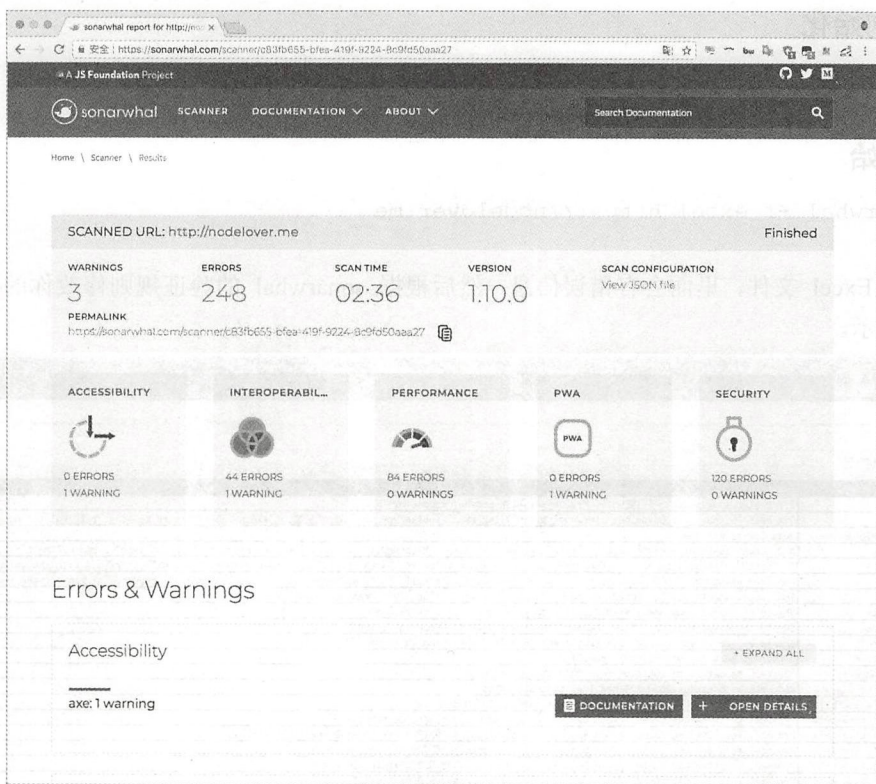 sonarwhal report for http://no
安全 | https://sonarwhal.com/scanner/c83fb655-bfea-419f-9224-8c9fd50aaa27
A JS Foundation Project
sonarwhal SCANNER DOCUMENTATION ABOUT Search Documentation
Home \ Scanner \ Results
SCANNED URL: http://nodelover.me Finished
WARNINGS ERRORS SCAN TIME VERSION SCAN CONFIGURATION
3 248 02:36 1.10.0 View JSON file
PERMALINK
https://sonarwhal.com/scanner/c83fb655-bfea-419f-9224-8c9fd50aaa27
ACCESSIBILITY INTEROPERABIL... PERFORMANCE PWA SECURITY
PWA
0 ERRORS 44 ERRORS 84 ERRORS 0 ERRORS 120 ERRORS
1 WARNING 1 WARNING 0 WARNINGS 1 WARNING 0 WARNINGS
Errors & Warnings
Accessibility + EXPAND ALL
axe: 1 warning DOCUMENTATION + OPEN DETAILS